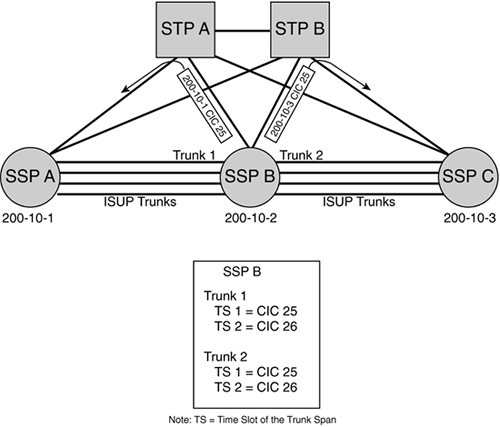 STP A
STP B
200-10-1 CIC 25
200-10-3 CIC 25
Trunk 1
Trunk 2
SSP A
SSP B
SSP C
ISUP Trunks
ISUP Trunks
200-10-1
200-10-2
200-10-3
SSP B
Trunk 1
TS 1 = CIC 25
TS 2 = CIC 26
Trunk 2
TS 1 = CIC 25
TS 2 = CIC 26
Note: TS = Time Slot of the Trunk Span